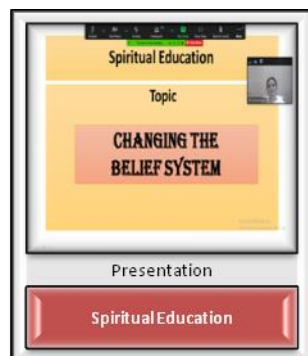 Spiritual Education
Topic
CHANGING THE
BELIEF SYSTEM
Presentation
Spiritual Education